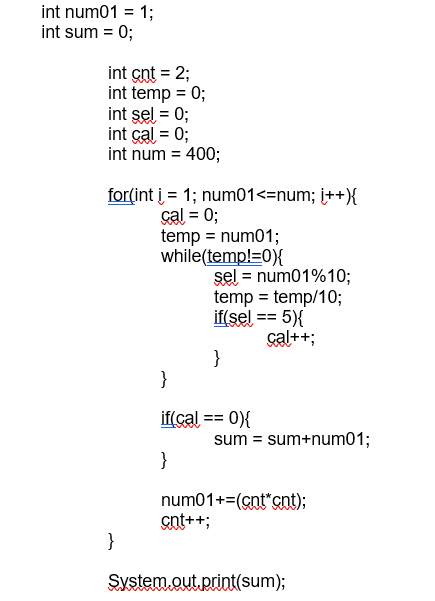 int num01 = 1;
int sum = 0;
int cnt = 2;
int temp = 0;
int sel = 0;
int cal = 0;
int num = 400;
for(int i = 1; num01<=num; i++){
cal = 0;
temp = num01;
while(temp!=0){
sel = num01%10;
temp = temp/10;
if(sel == 5){
cal++;
}
}
if(cal == 0){
sum = sum+num01;
}
num01+=(cnt*cnt);
cnt++;
}
System.out.print(sum);